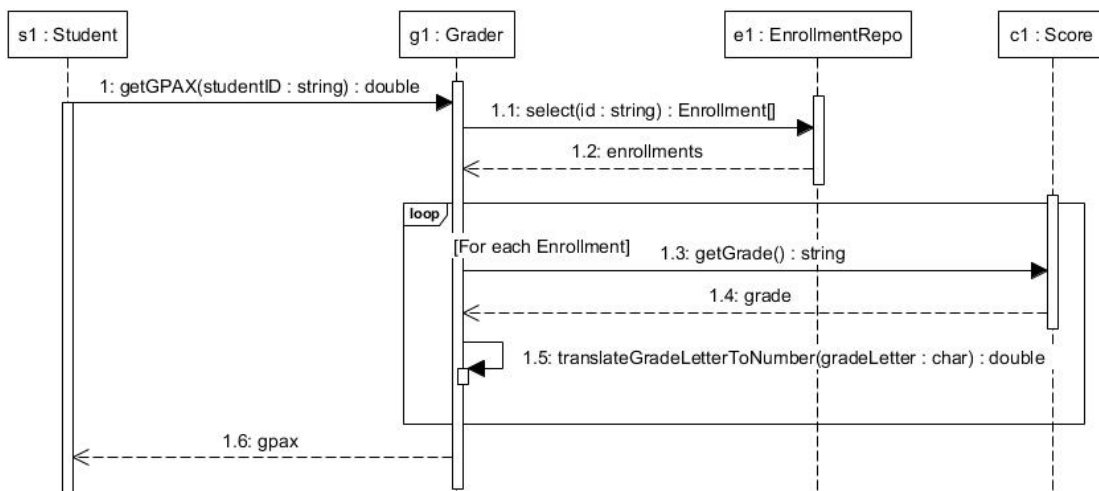 s1 : Student
g1 : Grader
e1 : EnrollmentRepo
c1 : Score
1: getGPAX(studentID : string) : double
1.1: select(id : string) : Enrollment[]
1.2: enrollments
loop
[For each Enrollment]
1.3: getGrade() : string
1.4: grade
1.5: translateGradeLetterToNumber(gradeLetter : char) : double
1.6: gpax